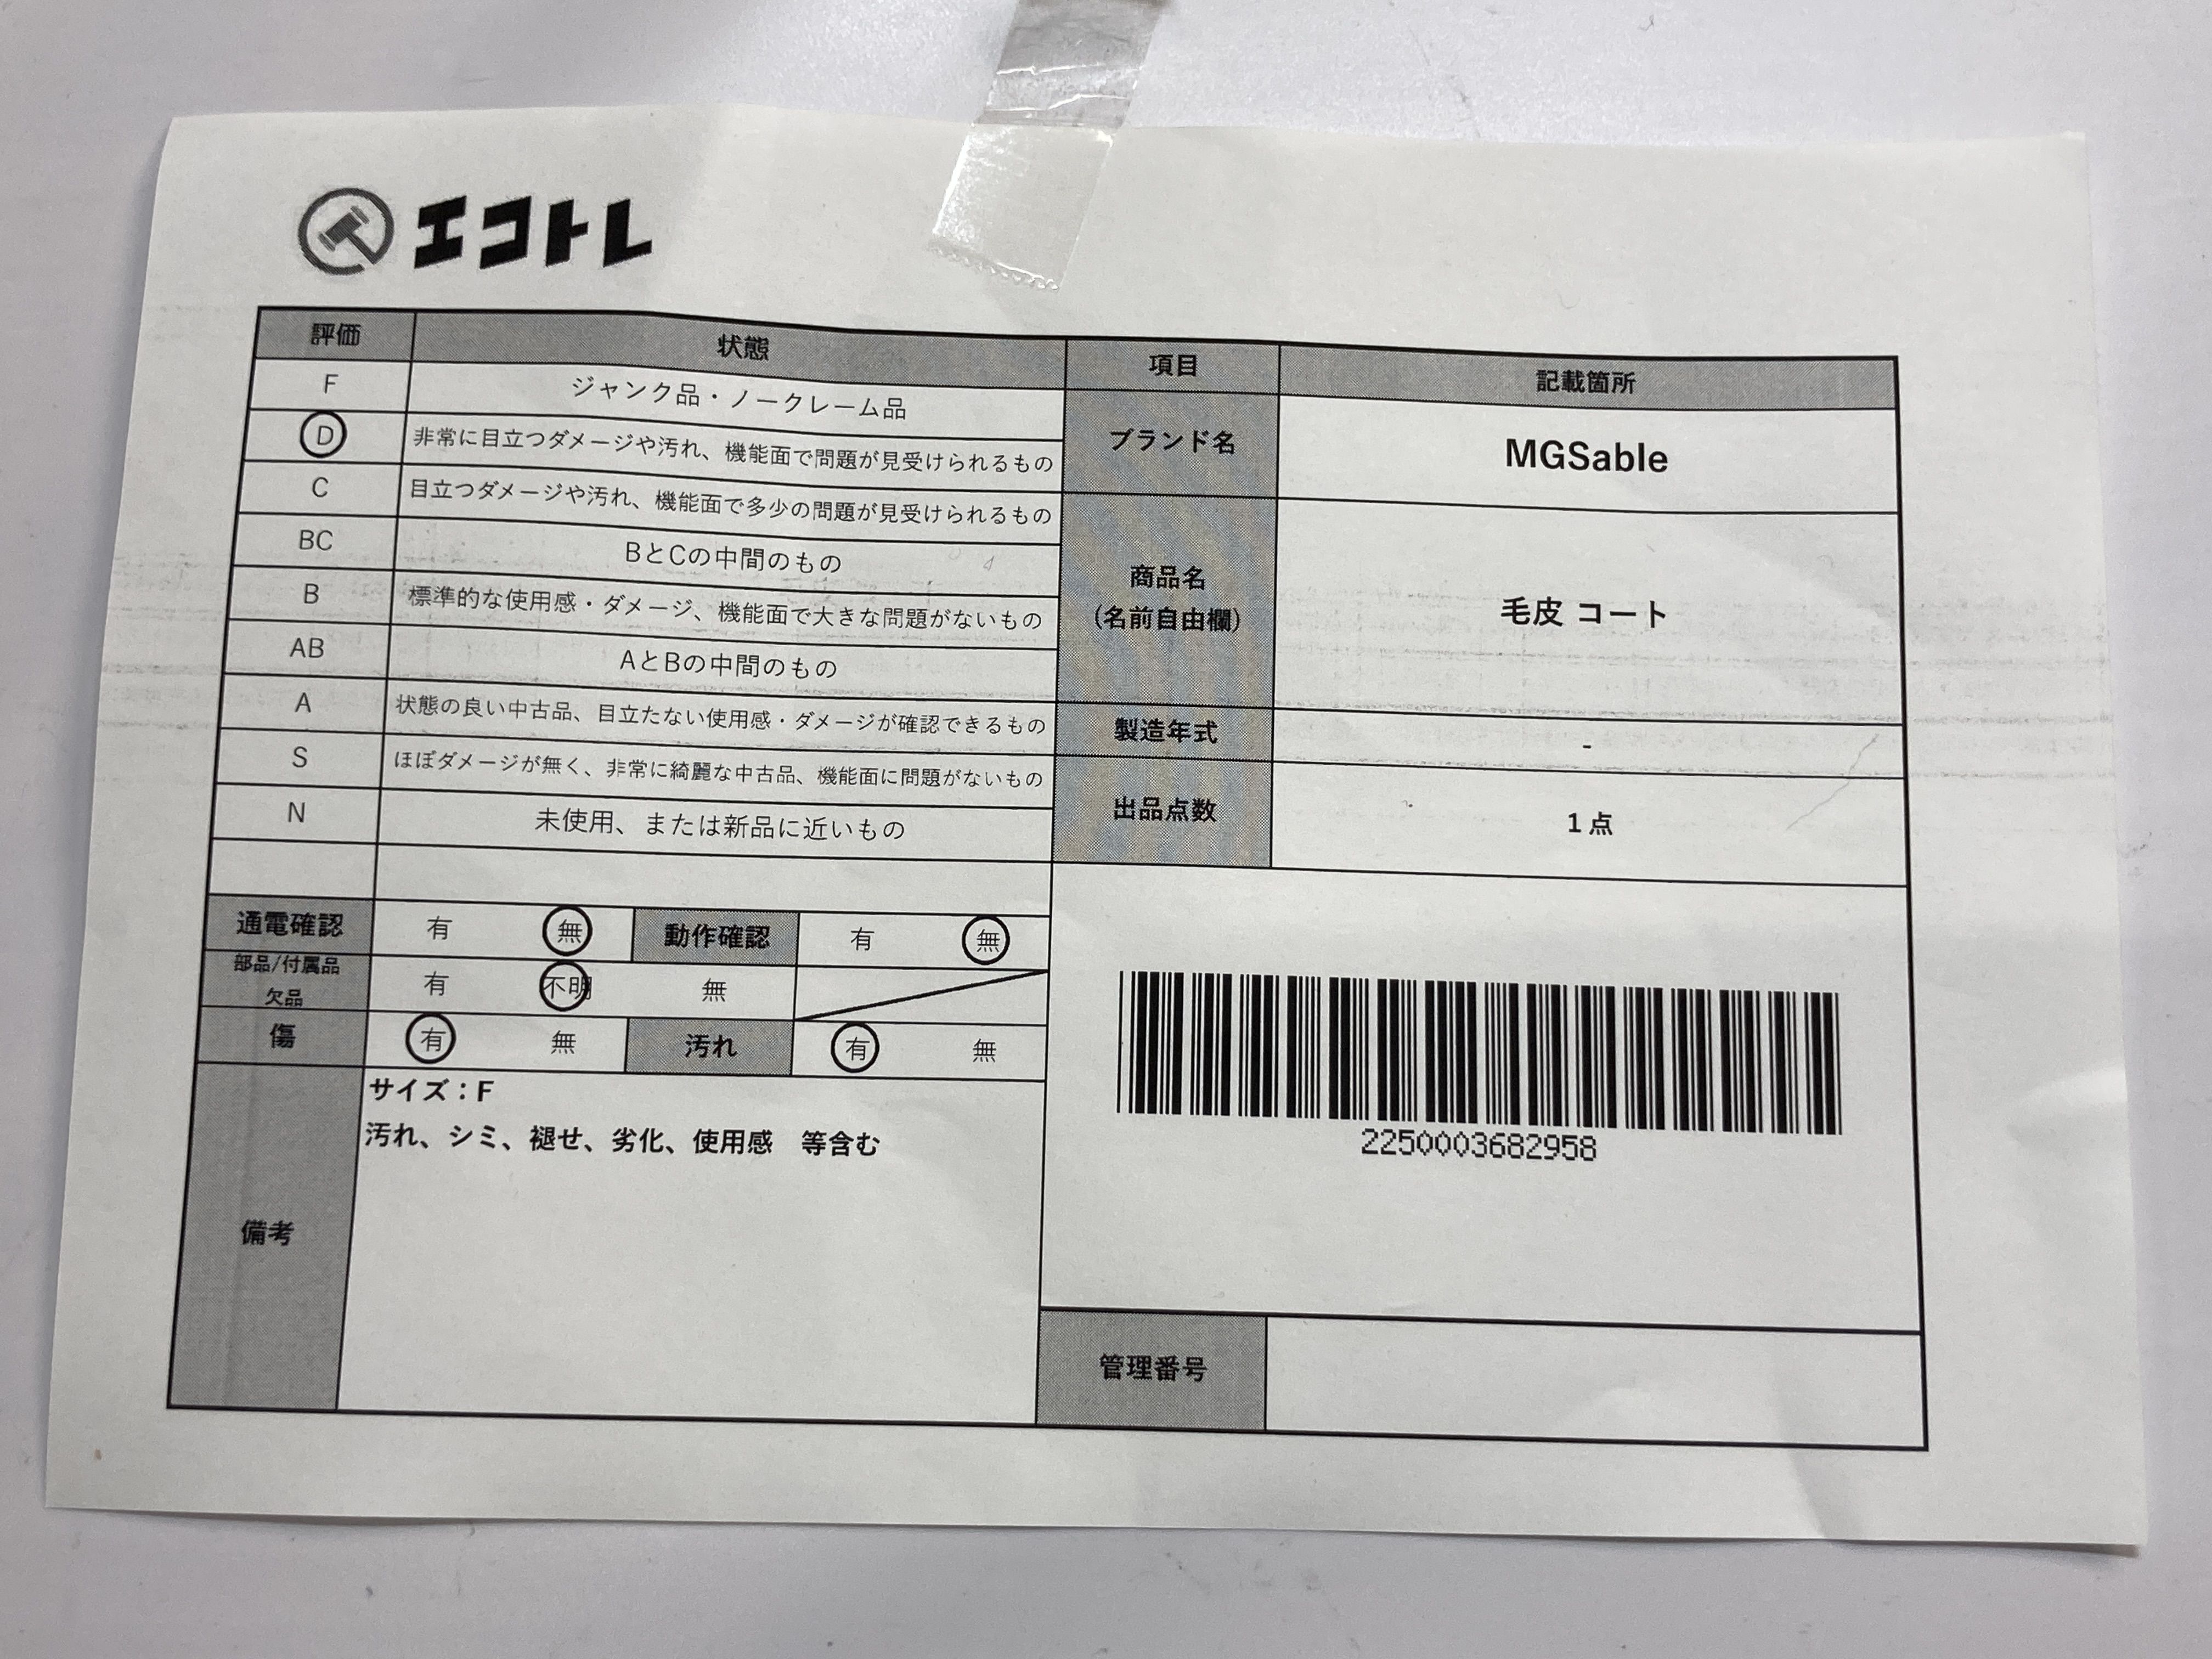 エコトレ
評価 状態 項目 記載箇所
F ジャンク品・ノークレーム品
D 非常に目立つダメージや汚れ、機能面で問題が見受けられるもの
C 目立つダメージや汚れ、機能面で多少の問題が見受けられるもの
BC BとCの中間のもの
B 標準的な使用感・ダメージ、機能面で大きな問題がないもの
AB AとBの中間のもの
A 状態の良い中古品、目立たない使用感・ダメージが確認できるもの
S ほぼダメージが無く、非常に綺麗な中古品、機能面に問題がないもの
N 未使用、または新品に近いもの
ブランド名 MGSable
商品名
(名前自由欄)
毛皮 コート
製造年式 -
出品点数 1点
通電確認 有 無 動作確認 有 無
部品/付属品
欠品
有 不明 無
傷 有 無 汚れ 有 無
備考
サイズ：F
汚れ、シミ、褪せ、劣化、使用感　等含む
2250003682958
管理番号